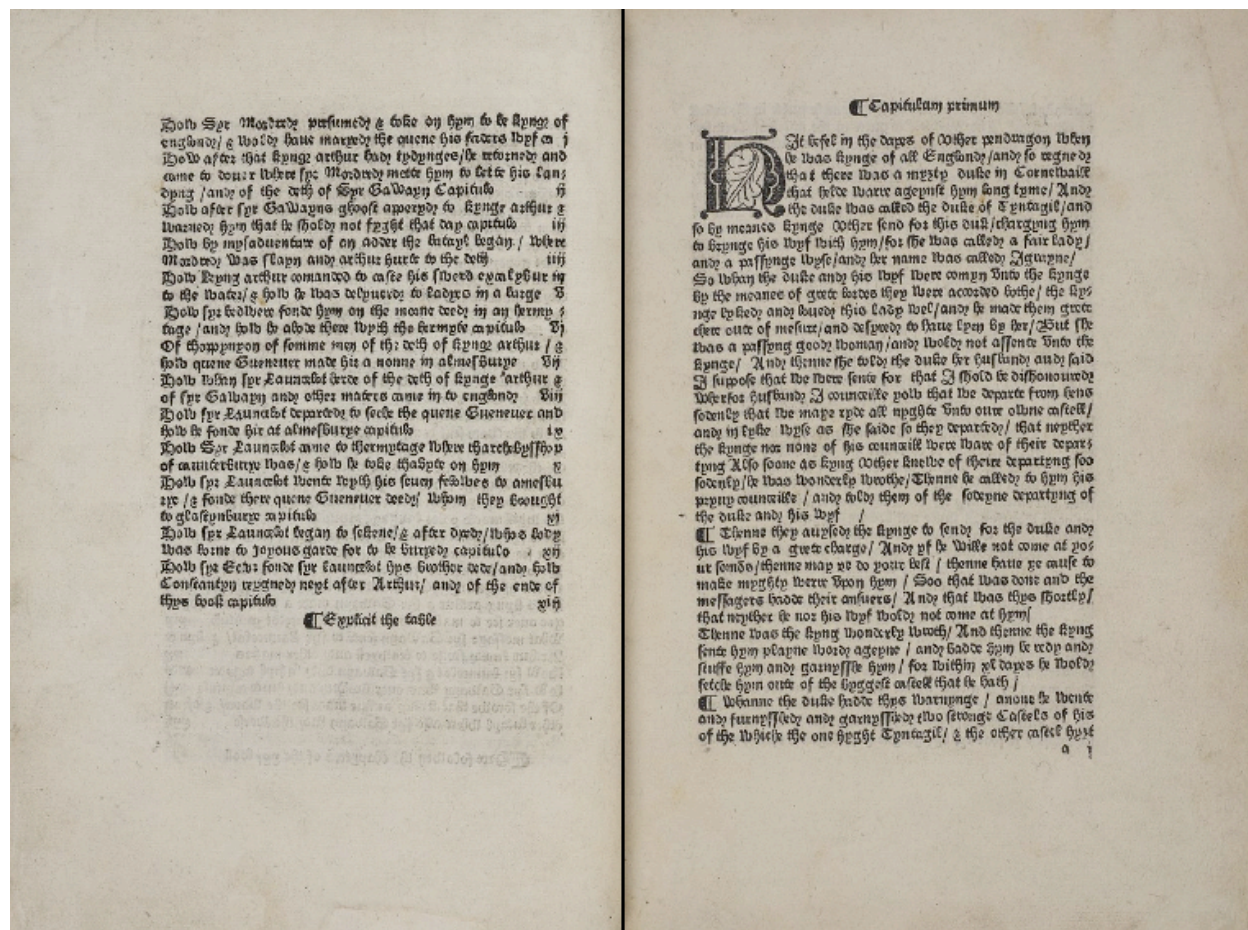 How Syr Mordred presumed & toke on hym to be kyng of
englond / & wold haue maryed the quene his faders wyf ca j
How after that kyng arthur had tydynges / he retorned and
came to douer where syr Mordred mette hym to lette his lan-
dyng / and of the deth of Syr Gawayn Capitulo ij
How after syr Gawayns ghoost apperyd to kynge arthur &
warned hym that he shold not fyght that day capitulo iij
How by mysaduenture of an adder the batayl began / where
Mordred was slayn and arthur hurte to the deth iiij
How kyng arthur comanded to caste his swerd excalybur in
to the water / & how he was delyuerd to ladyes in a barge v
How syr bedwere fonde hym on the morne deed in an hermy-
tage / and how he abode there wyth the hermyte capitulo vj
Of thoppynyon of somme men of the deth of kynge arthur / &
how quene Gueneuer made hir a nonne in almesburye vij
How whan syr Launcelot herde of the deth of kynge arthur &
of syr Gawayn and other maters came in to englond viij
How syr Launcelot departed to seche the quene Gueneuer and
how he fonde hir at almesburye capitulo ix
How Syr Launcelot came to thermytage where tharchebysshop
of caunterburye was / & how he toke thabyte on hym x
How syr Launcelot wente wyth his seuen felowes to amesbu
rye / & fonde there quene Gueneuer deed / whom they brought
to glastynburye capitulo xj
How syr Launcelot began to sekene / & after dyed / whos body
was borne to joyous garde for to be buryed capitulo xij
How syr Ector fonde syr launcelot hys brother dede / and how
Constantyn reygned next after Arthur / and of the ende of
thys book capitulo xiij
¶ Explicit the table
¶ Capitulum primum
HIt befel in the dayes of Vther pendragon when
he was kynge of all Englond / and so regned
that there was a myzty duke in Cornewaill
that helde warre ageynst hym long tyme / And
the duke was called the duke of Tyntagil / and
so by meanes kynge Vther send for this duk / chargyng hym
to brynge his wyf with hym / for she was called a fair lady /
and a passynge wyse / and her name was called Igrayne /
So whan the duke and his wyf were comyn vnto the kynge
by the meanes of grete lordes they were accorded bothe / the kyn-
nge lyked and loued this lady wel / and he made them grete
chere oute of mesure / and desyred to haue lyen by her / But she
was a passyng good woman / and wold not assente vnto the
kynge / And thenne she told the duke her husband and said
I suppose that we were sente for that I shold be dishonoured
wherfor husband I counceille yow that we departe from hens
sodenly that we maye ryde all nyghte vnto oure owne castell /
and in lyke wyse as she saide so they departed / that neyther
the kynge nor none of his counceill were ware of their depar-
tyng Also soone as kyng Vther knewe of theire departyng soo
sodenly / he was wonderly wrothe / Thenne he called to hym his
pryuy counceille / and told them of the sodeyne departyng of
the duke and his wyf /
¶ Thenne they auysed the kynge to send for the duke and
his wyf by a grete charge / And yf he wille not come at yo-
ur somons / thenne may ye do your best / thenne haue ye cause to
make myghty werre vpon hym / Soo that was done and the
messagers hadde their ansuers / And that was thys shortly /
that neyther he nor his wyf wold not come at hym /
Thenne was the kyng wonderly wroth / And thenne the kyng
sente hym playne word ageyne / and badde hym be redy and
stuffe hym and garnysshe hym / for within xl dayes he wold
fetche hym oute of the byggest castell that he hath /
¶ Whanne the duke hadde thys warnynge / anone he wente
and furnysshed and garnysshed two stronge Castels of his
of the whiche the one hyght Tyntagil / & the other castel hyzt
a j